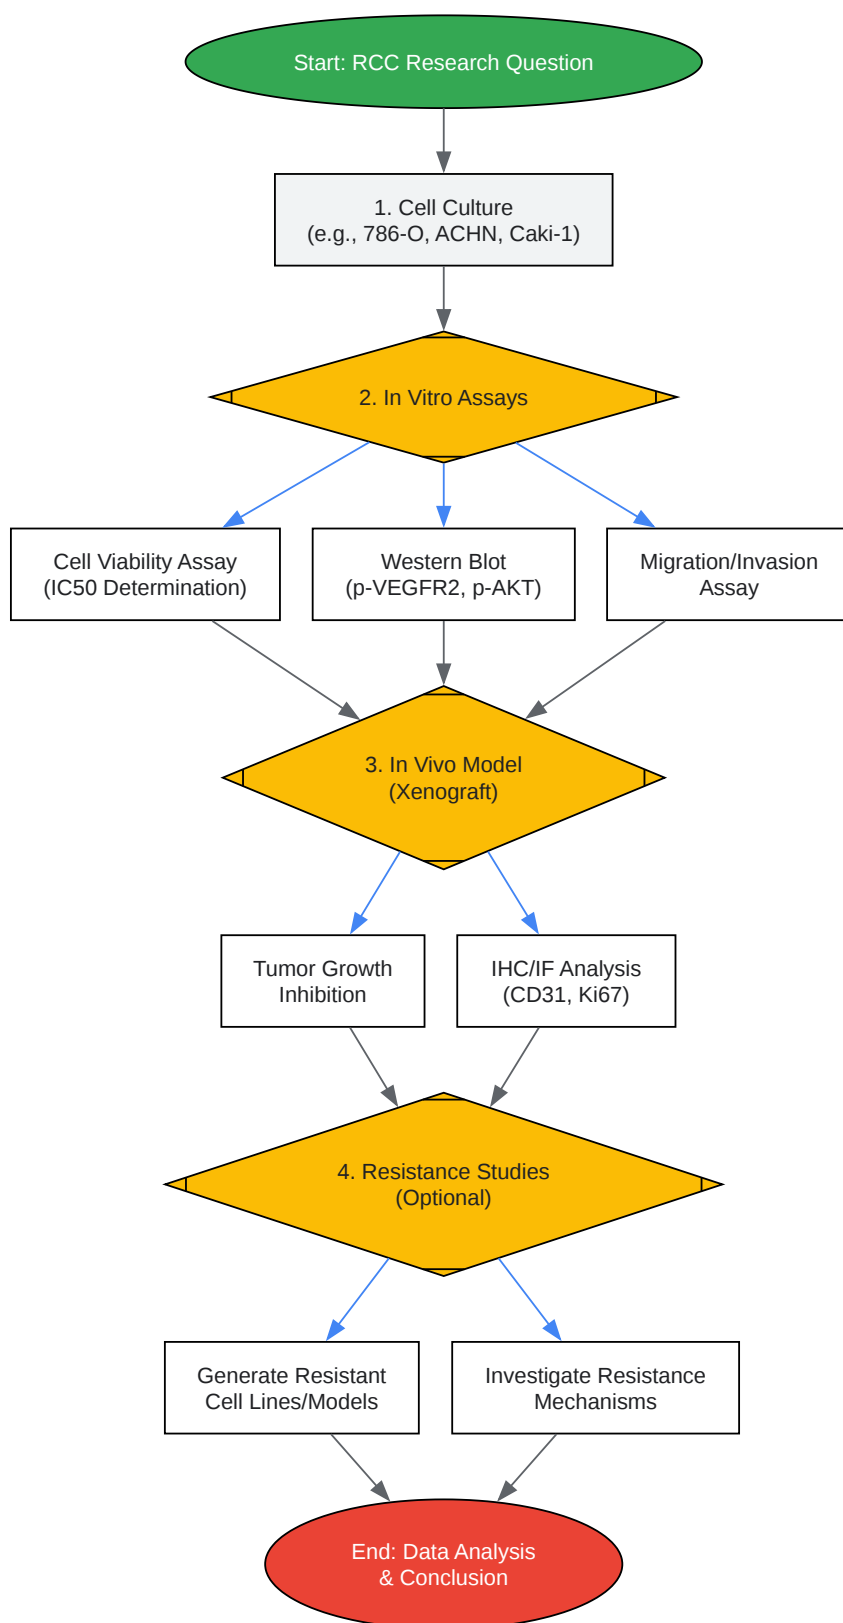 Start: RCC Research Question
1. Cell Culture
(e.g., 786-O, ACHN, Caki-1)
2. In Vitro Assays
Cell Viability Assay
(IC50 Determination)
Western Blot
(p-VEGFR2, p-AKT)
Migration/Invasion
Assay
3. In Vivo Model
(Xenograft)
Tumor Growth
Inhibition
IHC/IF Analysis
(CD31, Ki67)
4. Resistance Studies
(Optional)
Generate Resistant
Cell Lines/Models
Investigate Resistance
Mechanisms
End: Data Analysis
& Conclusion